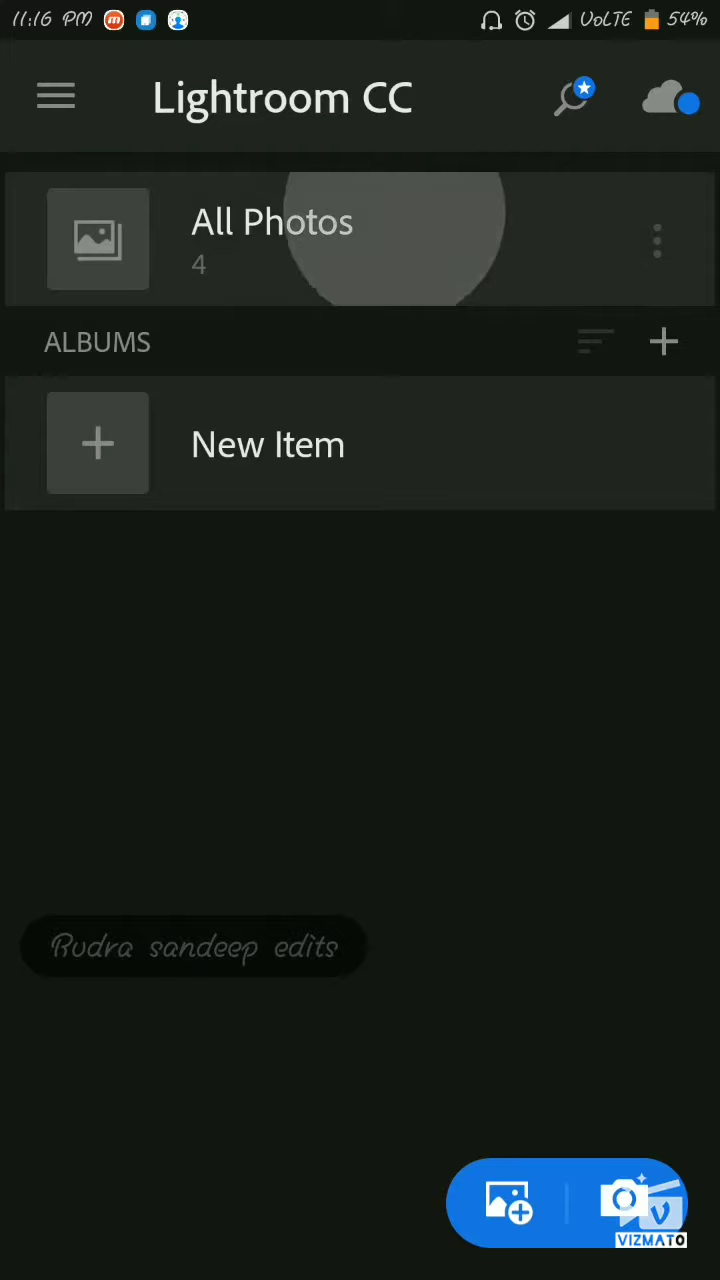 11:16 PM VoLTE 54%
Lightroom CC
All Photos
4
ALBUMS
New Item
Rudra sandeep edits
VIZMATO